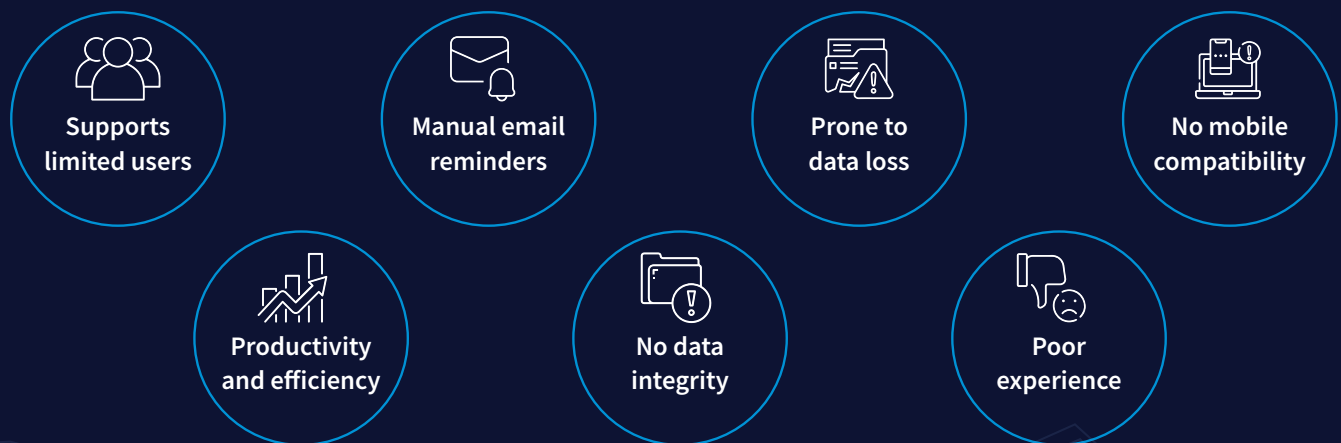 Supports
limited users
Manual email
reminders
Prone to
data loss
No mobile
compatibility
Productivity
and efficiency
No data
integrity
Poor
experience